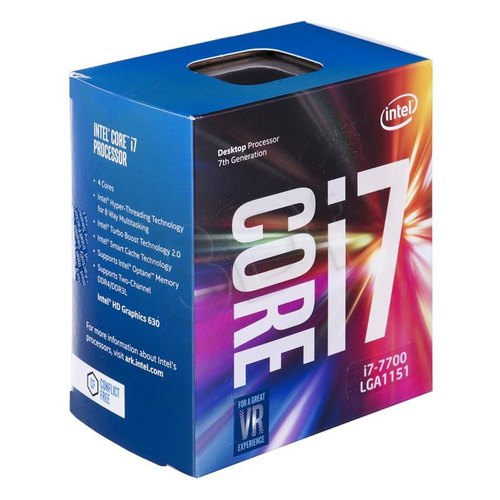 INTEL® CORE™ i7
PROCESSOR
• 4 Cores
• Intel® Hyper-Threading Technology
for 8 Way Multitasking
• Intel® Turbo Boost Technology 2.0
• Intel® Smart Cache Technology
• Supports Intel® Optane™ Memory
• Supports Two-Channel
DDR4/DDR3L
Intel® HD Graphics 630
For more information about Intel's
processors, visit ark.intel.com
CF
CONFLICT
FREE
intel
Desktop Processor
7th Generation
CORE
i7
i7-7700
LGA1151
FOR A GREAT
VR
EXPERIENCE